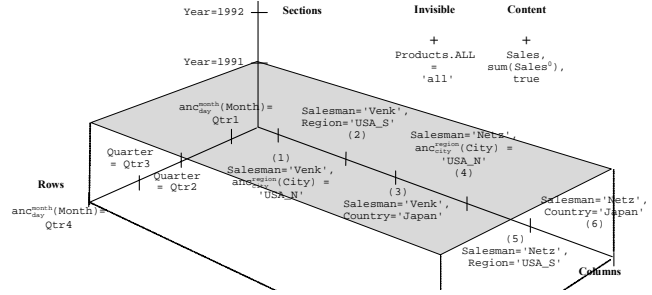 Year=1992
Sections
Invisible
Content
+
+
Year=1991
Products.ALL
=
'all'
Sales,
sum(Sales⁰),
true
anc^month_day(Month)=
Qtr1
Salesman='Venk',
Region='USA_S'
(2)
Salesman='Netz',
anc^region_city(City) =
'USA_N'
(4)
Quarter
= Qtr3
(1)
Salesman='Venk',
anc^region_city(City) =
'USA_N'
Quarter
= Qtr2
(3)
Salesman='Venk',
Country='Japan'
Rows
anc^month_day(Month)=
Qtr4
Salesman='Netz',
Country='Japan'
(6)
(5)
Salesman='Netz',
Region='USA_S'
Columns